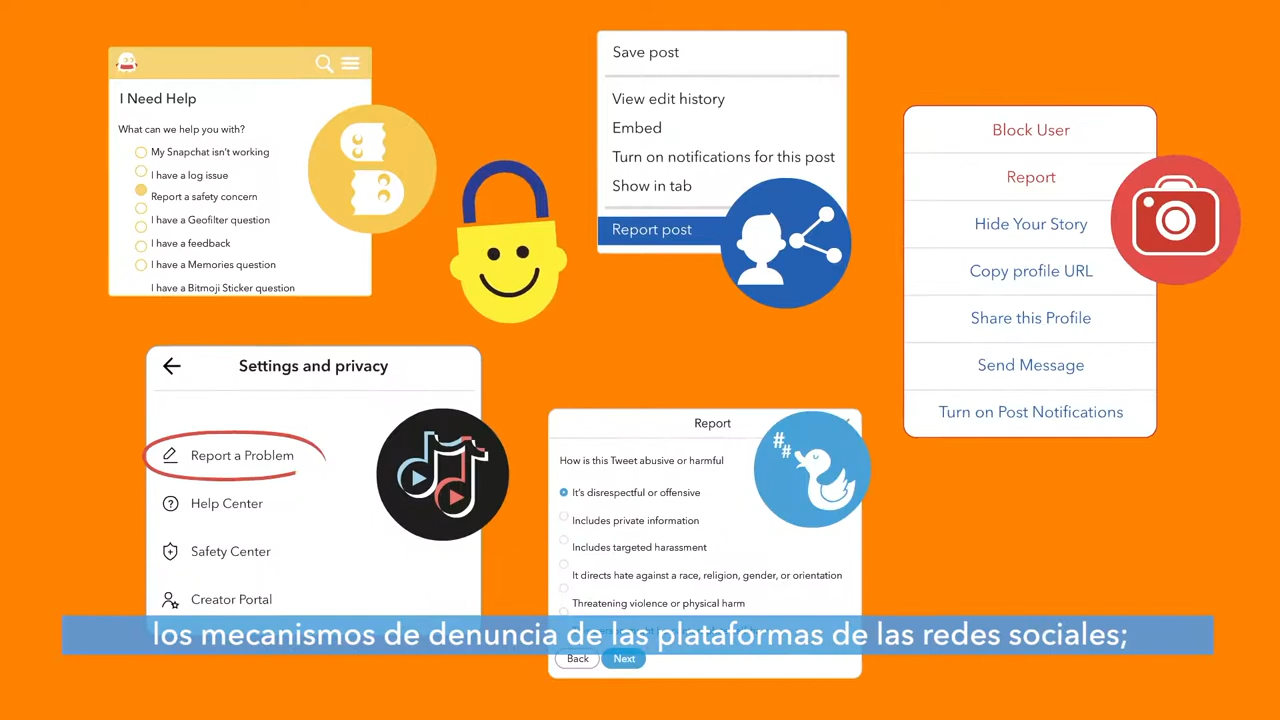 I Need Help
What can we help you with?
My Snapchat isn't working
I have a log issue
Report a safety concern
I have a Geofilter question
I have a feedback
I have a Memories question
I have a Bitmoji Sticker question
Save post
View edit history
Embed
Turn on notifications for this post
Show in tab
Report post
Block User
Report
Hide Your Story
Copy profile URL
Share this Profile
Send Message
Turn on Post Notifications
Settings and privacy
Report a Problem
Help Center
Safety Center
Creator Portal
Report
##
How is this Tweet abusive or harmful
It's disrespectful or offensive
Includes private information
Includes targeted harassment
It directs hate against a race, religion, gender, or orientation
Threatening violence or physical harm
Back
Next
los mecanismos de denuncia de las plataformas de las redes sociales;